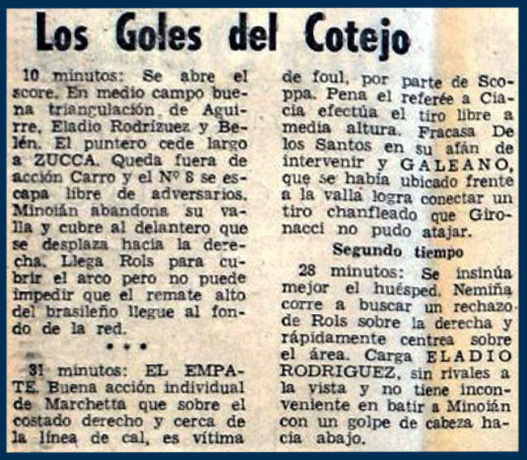 Los Goles del Cotejo
10 minutos: Se abre el
score. En medio campo bue-
na triangulación de Agui-
rre, Eladio Rodrízuez y Be-
lén. El puntero cede largo
a ZUCCA. Queda fuera de
acción Carro y el Nº 8 se es-
capa libre de adversarios.
Minoián abandona su va-
lla y cubre al delantero que
se desplaza hacia la dere-
cha. Llega Rols para cu-
brir el arco pero no puede
impedir que el remate alto
del brasileño llegue al fon-
do de la red.
* * *
31 minutos: EL EMPA-
TE. Buena acción individual
de Marchetta que sobre el
costado derecho y cerca de
la línea de cal, es vítima
de foul, por parte de Sco-
ppa. Pena el referée a Cia-
cia efectúa el tiro libre a
media altura. Fracasa De
los Santos en su afán de
intervenir y GALEANO,
que se había ubicado frente
a la valla logra conectar un
tiro chanfleado que Giro-
nacci no pudo atajar.
Segundo tiempo
28 minutos: Se insinúa
mejor el huésped. Nemiña
corre a buscar un rechazo
de Rols sobre la derecha y
rápidamente centrea sobre
el área. Carga ELADIO
RODRIGUEZ, sin rivales a
la vista y no tiene incon-
veniente en batir a Minoián
con un golpe de cabeza ha-
cia abajo.